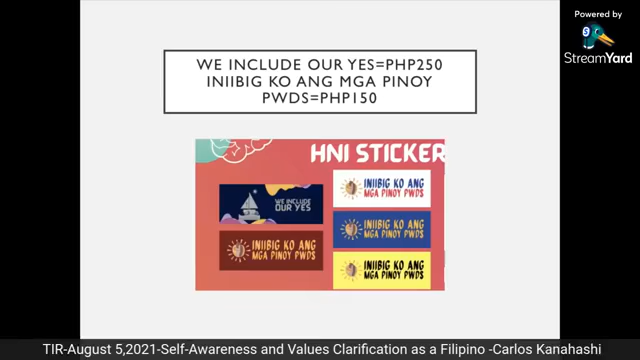 Powered by
StreamYard
WE INCLUDE OUR YES=PHP250
INIIBIG KO ANG MGA PINOY
PWDS=PHP150
HNI STICKER
WE INCLUDE
OUR YES
INIIBIG KO ANG
MGA PINOY PWDS
INIIBIG KO ANG
MGA PINOY PWDS
INIIBIG KO ANG
MGA PINOY PWDS
INIIBIG KO ANG
MGA PINOY PWDS
TIR-August 5,2021-Self-Awareness and Values Clarification as a Filipino -Carlos Kanahashi